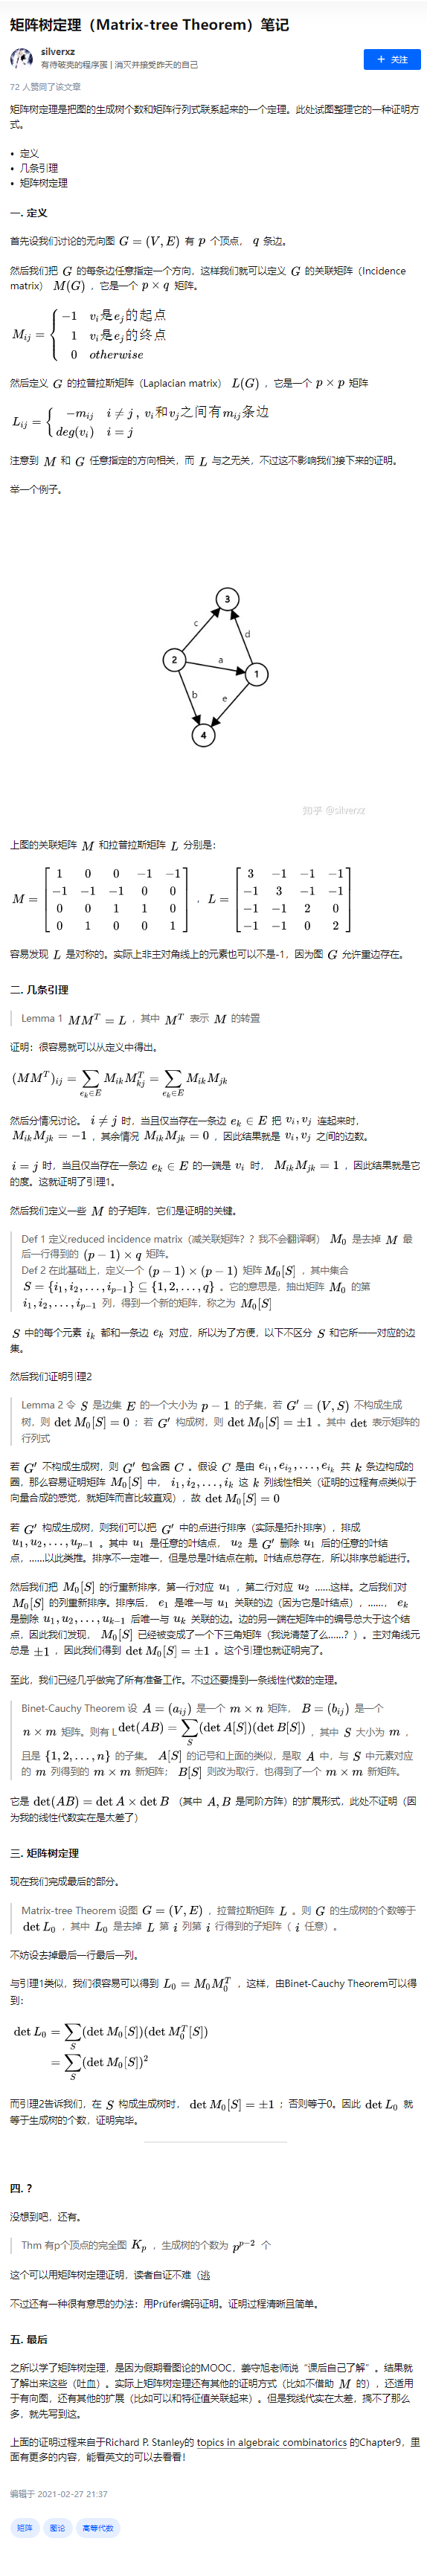 矩阵树定理（Matrix-tree Theorem）笔记
silverxz
有待破壳的程序蛋 | 消灭并接受昨天的自己
+ 关注
72 人赞同了该文章
矩阵树定理是把图的生成树个数和矩阵行列式联系起来的一个定理。此处试图整理它的一种证明方
式。
• 定义
• 几条引理
• 矩阵树定理
一. 定义
首先设我们讨论的无向图 G = (V, E) 有 p 个顶点， q 条边。
然后我们把 G 的每条边任意指定一个方向，这样我们就可以定义 G 的关联矩阵（Incidence
matrix） M(G) ，它是一个 p × q 矩阵。
M_{ij} = { -1 v_i是e_j的起点
1 v_i是e_j的终点
0 otherwise
然后定义 G 的拉普拉斯矩阵（Laplacian matrix） L(G) ，它是一个 p × p 矩阵
L_{ij} = { -m_{ij} i ≠ j , v_i和v_j之间有m_{ij}条边
deg(v_i) i = j
注意到 M 和 G 任意指定的方向相关，而 L 与之无关，不过这不影响我们接下来的证明。
举一个例子。
3
c
d
2
a
1
b
e
4
知乎 @silverxz
上图的关联矩阵 M 和拉普拉斯矩阵 L 分别是：
M = [ 1 0 0 -1 -1
-1 -1 -1 0 0
0 0 1 1 0
0 1 0 0 1 ] , L = [ 3 -1 -1 -1
-1 3 -1 -1
-1 -1 2 0
-1 -1 0 2 ]
容易发现 L 是对称的。实际上非主对角线上的元素也可以不是-1，因为图 G 允许重边存在。
二. 几条引理
Lemma 1 MM^T = L ，其中 M^T 表示 M 的转置
证明：很容易就可以从定义中得出。
(MM^T)_{ij} = ∑_{e_k∈E} M_{ik}M_{kj}^T = ∑_{e_k∈E} M_{ik}M_{jk}
然后分情况讨论。 i ≠ j 时，当且仅当存在一条边 e_k ∈ E 把 v_i, v_j 连起来时，
M_{ik}M_{jk} = -1 ，其余情况 M_{ik}M_{jk} = 0 ，因此结果就是 v_i, v_j 之间的边数。
i = j 时，当且仅当存在一条边 e_k ∈ E 的一端是 v_i 时， M_{ik}M_{jk} = 1 ，因此结果就是它
的度。这就证明了引理1。
然后我们定义一些 M 的子矩阵，它们是证明的关键。
Def 1 定义reduced incidence matrix（减关联矩阵？？我不会翻译啊） M_0 是去掉 M 最
后一行得到的 (p − 1) × q 矩阵。
Def 2 在此基础上，定义一个 (p − 1) × (p − 1) 矩阵M_0[S] ，其中集合
S = {i_1, i_2, ..., i_{p−1}} ⊆ {1, 2, ..., q} 。它的意思是，抽出矩阵 M_0 的第
i_1, i_2, ..., i_{p−1} 列，得到一个新的矩阵，称之为 M_0[S]
S 中的每个元素 i_k 都和一条边 e_k 对应，所以为了方便，以下不区分 S 和它所一一对应的边
集。
然后我们证明引理2
Lemma 2 令 S 是边集 E 的一个大小为 p − 1 的子集，若 G′ = (V, S) 不构成生成
树，则 det M_0[S] = 0 ；若 G′ 构成树，则 det M_0[S] = ±1 。其中 det 表示矩阵的
行列式
若 G′ 不构成生成树，则 G′ 包含圈 C 。假设 C 是由 e_{i_1}, e_{i_2}, ..., e_{i_k} 共 k 条边构成的
圈，那么容易证明矩阵 M_0[S] 中， i_1, i_2, ..., i_k 这 k 列线性相关（证明的过程有点类似于
向量合成的感觉，就矩阵而言比较直观），故 det M_0[S] = 0
若 G′ 构成生成树，则我们可以把 G′ 中的点进行排序（实际是拓扑排序），排成
u_1, u_2, ..., u_{p−1} 。其中 u_1 是任意的叶结点， u_2 是 G′ 删除 u_1 后的任意的叶结
点，……以此类推。排序不一定唯一，但是总是叶结点在前。叶结点总存在，所以排序总能进行。
然后我们把 M_0[S] 的行重新排序，第一行对应 u_1 ，第二行对应 u_2 ……这样。之后我们对
M_0[S] 的列重新排序。排序后， e_1 是唯一与 u_1 关联的边（因为它是叶结点），……， e_k
是删除 u_1, u_2, ..., u_{k−1} 后唯一与 u_k 关联的边。边的另一端在矩阵中的编号总大于这个结
点，因此我们发现， M_0[S] 已经被变成了一个下三角矩阵（我说清楚了么……？）。主对角线元
总是 ±1 ，因此我们得到 det M_0[S] = ±1 。这个引理也就证明了。
至此，我们已经几乎做完了所有准备工作。不过还要提到一条线性代数的定理。
Binet-Cauchy Theorem 设 A = (a_{ij}) 是一个 m × n 矩阵， B = (b_{ij}) 是一个
n × m 矩阵。则有 L det(AB) = ∑_S (det A[S])(det B[S]) ，其中 S 大小为 m ，
且是 {1, 2, ..., n} 的子集。 A[S] 的记号和上面的类似，是取 A 中，与 S 中元素对应
的 m 列得到的 m × m 新矩阵； B[S] 则改为取行，也得到了一个 m × m 新矩阵。
它是 det(AB) = det A × det B （其中 A, B 是同阶方阵）的扩展形式，此处不证明（因
为我的线性代数实在是太差了）
三. 矩阵树定理
现在我们完成最后的部分。
Matrix-tree Theorem 设图 G = (V, E) ，拉普拉斯矩阵 L 。则 G 的生成树的个数等于
det L_0 ，其中 L_0 是去掉 L 第 i 列第 i 行得到的子矩阵（ i 任意）。
不妨设去掉最后一行最后一列。
与引理1类似，我们很容易可以得到 L_0 = M_0M_0^T ，这样，由Binet-Cauchy Theorem可以得
到：
det L_0 = ∑_S (det M_0[S])(det M_0^T[S])
= ∑_S (det M_0[S])^2
而引理2告诉我们，在 S 构成生成树时， det M_0[S] = ±1 ；否则等于0。因此 det L_0 就
等于生成树的个数，证明完毕。
四. ?
没想到吧，还有。
Thm 有p个顶点的完全图 K_p ，生成树的个数为 p^{p−2} 个
这个可以用矩阵树定理证明，读者自证不难（逃
不过还有一种很有意思的办法：用Prüfer编码证明。证明过程清晰且简单。
五. 最后
之所以学了矩阵树定理，是因为假期看图论的MOOC，姜守旭老师说“课后自己了解”。结果就
了解出来这些（吐血）。实际上矩阵树定理还有其他的证明方式（比如不借助 M 的），还适用
于有向图，还有其他的扩展（比如可以和特征值关联起来）。但是我线代实在太差，搞不了那么
多，就先写到这。
上面的证明过程来自于Richard P. Stanley的 topics in algebraic combinatorics 的Chapter9，里
面有更多的内容，能看英文的可以去看看！
编辑于 2021-02-27 21:37
矩阵 图论 高等代数